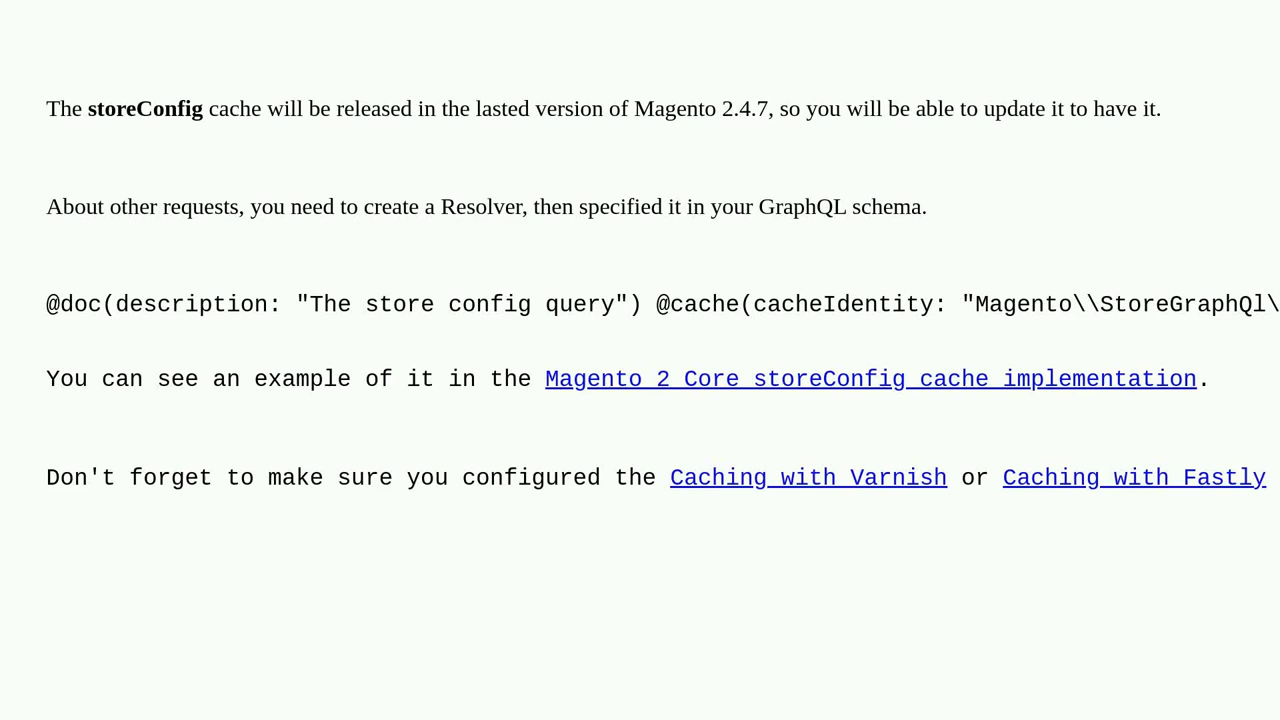 The storeConfig cache will be released in the lasted version of Magento 2.4.7, so you will be able to update it to have it.
About other requests, you need to create a Resolver, then specified it in your GraphQL schema.
@doc(description: "The store config query") @cache(cacheIdentity: "Magento\\StoreGraphQl\
You can see an example of it in the Magento 2 Core storeConfig cache implementation.
Don't forget to make sure you configured the Caching with Varnish or Caching with Fastly